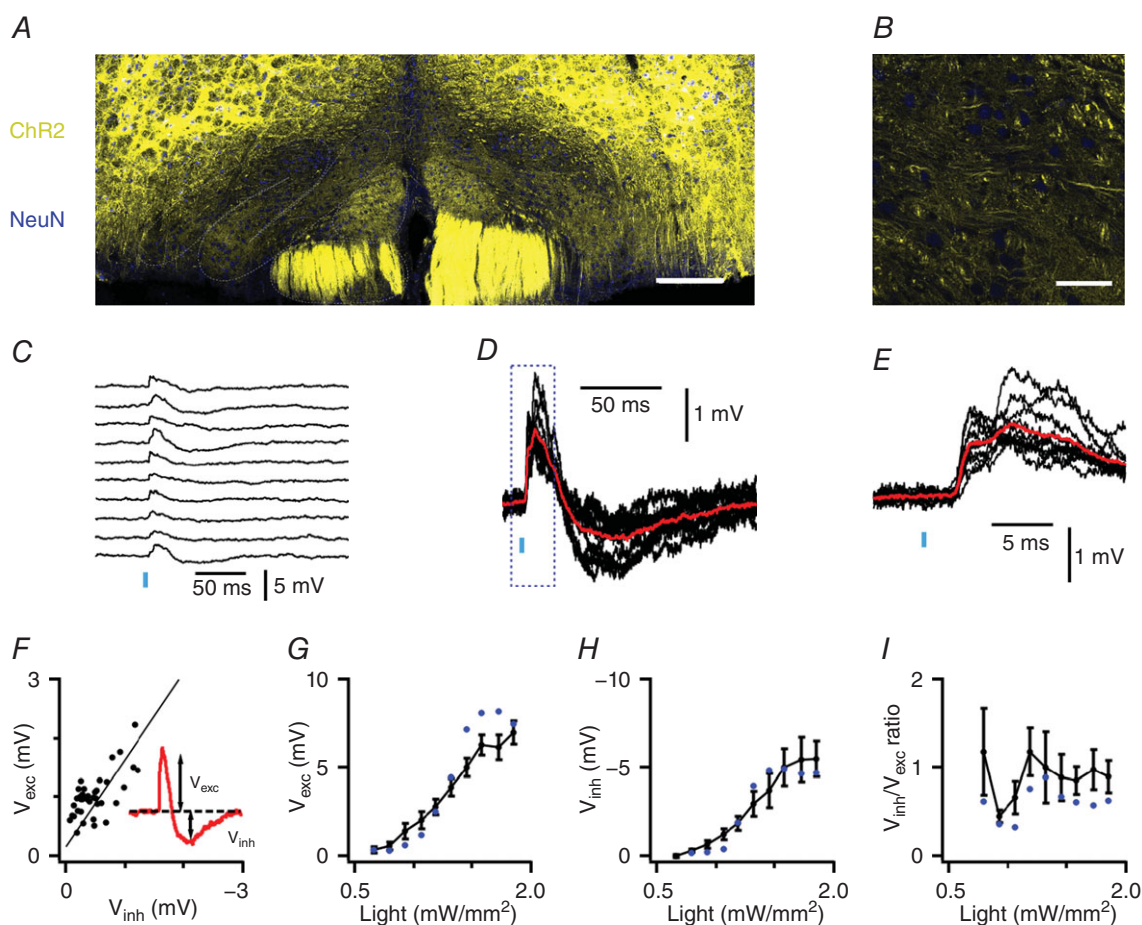 A
B
ChR2
NeuN
C
D
E
50 ms
1 mV
50 ms
5 mV
5 ms
1 mV
F
G
H
I
3
Vexc (mV)
0
0
Vinh (mV)
−3
Vexc
Vinh
10
Vexc (mV)
5
0
0.5
2.0
Light (mW/mm²)
−10
Vinh (mV)
−5
−0
0.5
2.0
Light (mW/mm²)
2
Vinh/Vexc ratio
1
0
0.5
2.0
Light (mW/mm²)